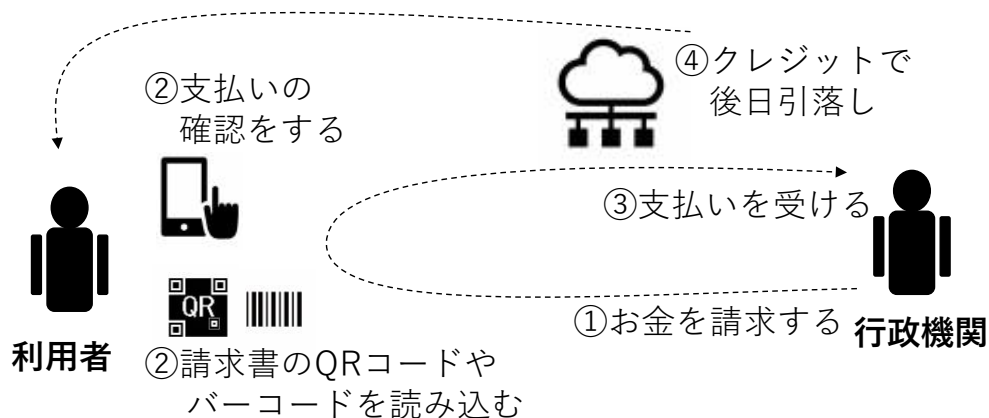 ④クレジットで
後日引落し
②支払いの
確認をする
③支払いを受ける
QR
①お金を請求する
利用者
行政機関
②請求書のQRコードや
バーコードを読み込む